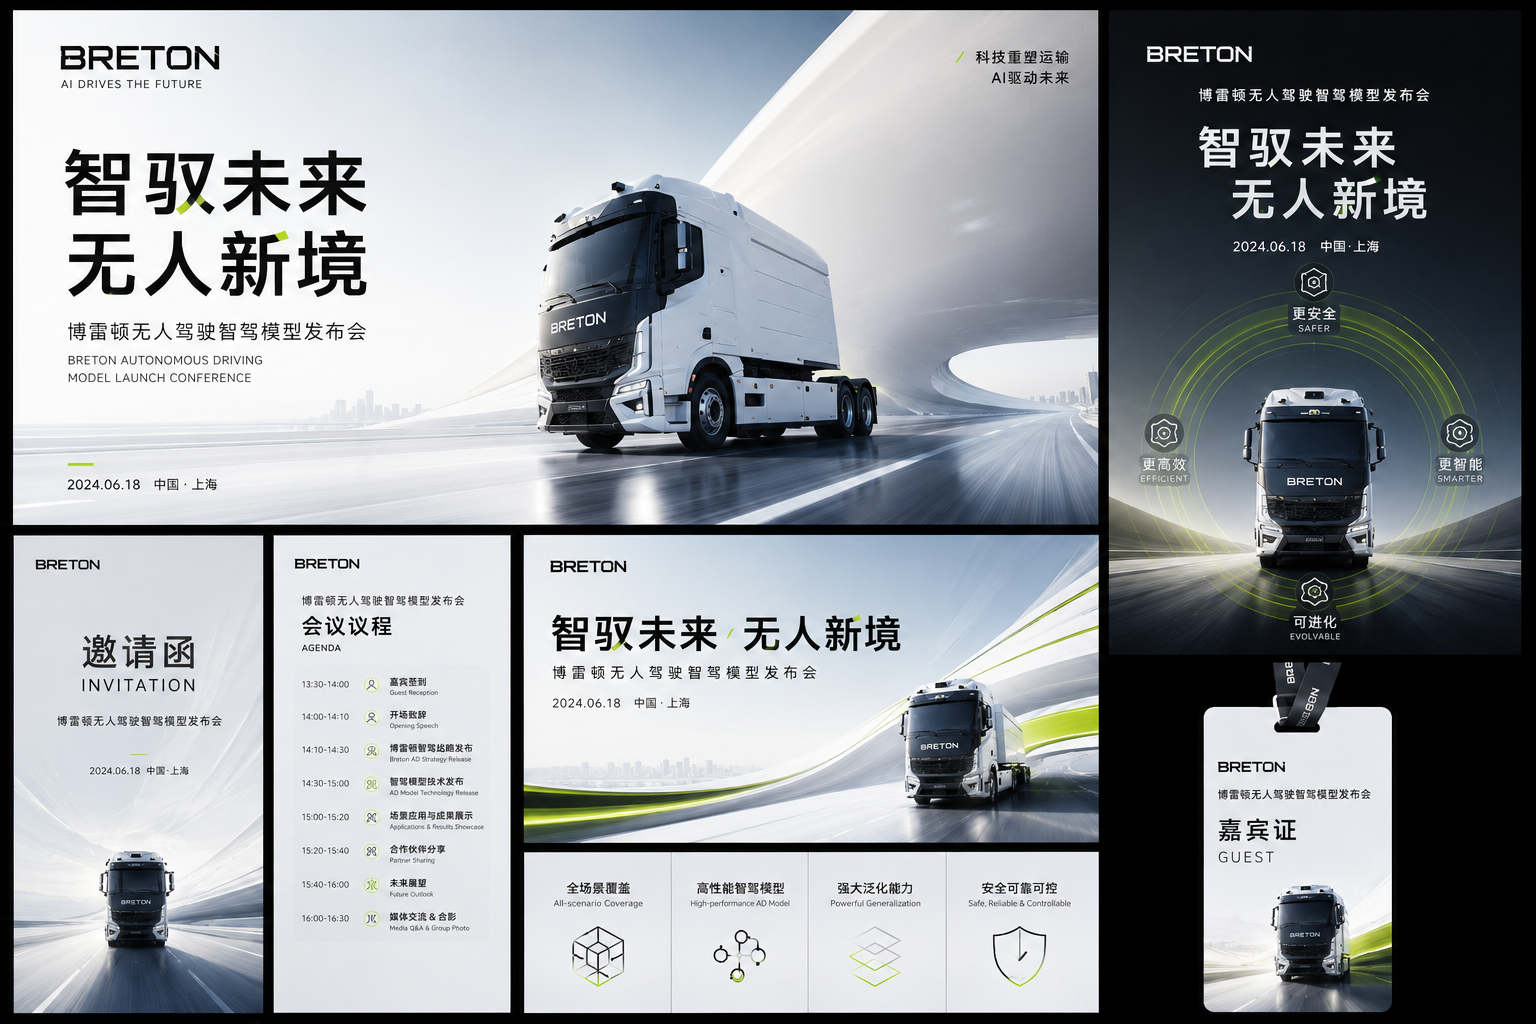 BRETON
AI DRIVES THE FUTURE
科技重塑运输
AI驱动未来
智驭未来
无人新境
博雷顿无人驾驶智驾模型发布会
BRETON AUTONOMOUS DRIVING
MODEL LAUNCH CONFERENCE
2024.06.18 中国·上海
BRETON
BRETON
博雷顿无人驾驶智驾模型发布会
智驭未来
无人新境
2024.06.18 中国·上海
更安全
SAFER
更高效
EFFICIENT
更智能
SMARTER
BRETON
可进化
EVOLVABLE
BRETON
邀请函
INVITATION
博雷顿无人驾驶智驾模型发布会
2024.06.18 中国·上海
BRETON
BRETON
博雷顿无人驾驶智驾模型发布会
会议议程
AGENDA
13:30-14:00 嘉宾签到
Guest Reception
14:00-14:10 开场致辞
Opening Speech
14:10-14:30 博雷顿智驾战略发布
Breton AD Strategy Release
14:30-15:00 智驾模型技术发布
AD Model Technology Release
15:00-15:20 场景应用与成果展示
Applications & Results Showcase
15:20-15:40 合作伙伴分享
Partner Sharing
15:40-16:00 未来展望
Future Outlook
16:00-16:30 媒体交流 & 合影
Media Q&A & Group Photo
BRETON
智驭未来 / 无人新境
博雷顿无人驾驶智驾模型发布会
2024.06.18 中国·上海
BRETON
全场景覆盖
All-scenario Coverage
高性能智驾模型
High-performance AD Model
强大泛化能力
Powerful Generalization
安全可靠可控
Safe, Reliable & Controllable
BRETON
博雷顿无人驾驶智驾模型发布会
嘉宾证
GUEST
BRETON